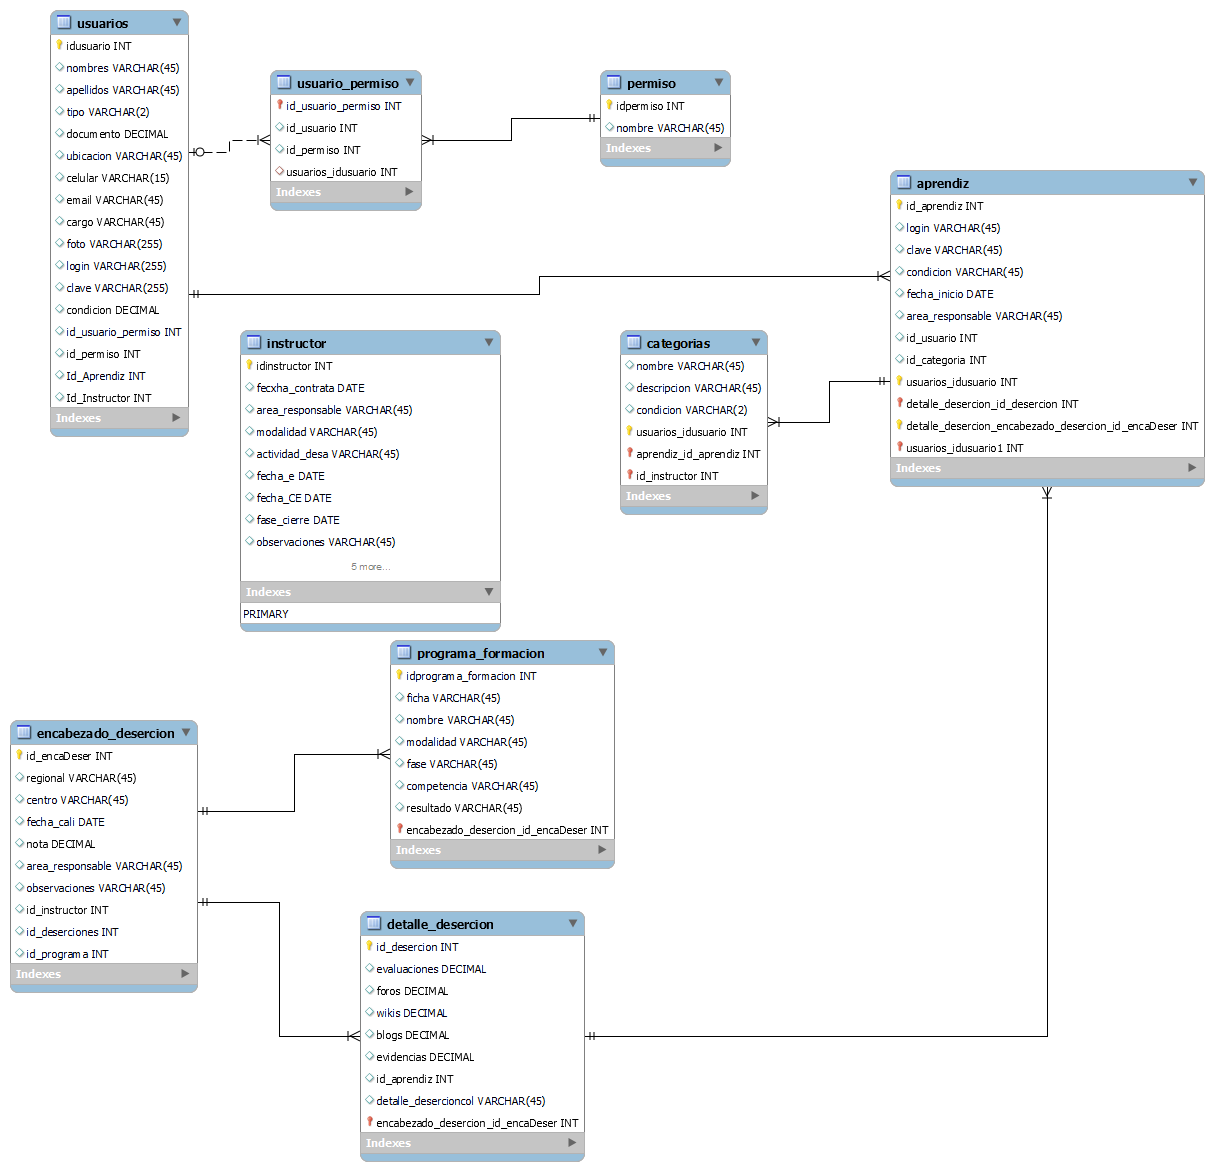 usuarios
idusuario INT
nombres VARCHAR(45)
apellidos VARCHAR(45)
tipo VARCHAR(2)
documento DECIMAL
ubicacion VARCHAR(45)
celular VARCHAR(15)
email VARCHAR(45)
cargo VARCHAR(45)
foto VARCHAR(255)
login VARCHAR(255)
clave VARCHAR(255)
condicion DECIMAL
id_usuario_permiso INT
id_permiso INT
Id_Aprendiz INT
Id_Instructor INT
Indexes
usuario_permiso
id_usuario_permiso INT
id_usuario INT
id_permiso INT
usuarios_idusuario INT
Indexes
permiso
idpermiso INT
nombre VARCHAR(45)
Indexes
aprendiz
id_aprendiz INT
login VARCHAR(45)
clave VARCHAR(45)
condicion VARCHAR(45)
fecha_inicio DATE
area_responsable VARCHAR(45)
id_usuario INT
id_categoria INT
usuarios_idusuario INT
detalle_desercion_id_desercion INT
detalle_desercion_encabezado_desercion_id_encaDeser INT
usuarios_idusuario1 INT
Indexes
instructor
idinstructor INT
fecxha_contrata DATE
area_responsable VARCHAR(45)
modalidad VARCHAR(45)
actividad_desa VARCHAR(45)
fecha_e DATE
fecha_CE DATE
fase_cierre DATE
observaciones VARCHAR(45)
5 more...
Indexes
PRIMARY
categorias
nombre VARCHAR(45)
descripcion VARCHAR(45)
condicion VARCHAR(2)
usuarios_idusuario INT
aprendiz_id_aprendiz INT
id_instructor INT
Indexes
programa_formacion
idprograma_formacion INT
ficha VARCHAR(45)
nombre VARCHAR(45)
modalidad VARCHAR(45)
fase VARCHAR(45)
competencia VARCHAR(45)
resultado VARCHAR(45)
encabezado_desercion_id_encaDeser INT
Indexes
encabezado_desercion
id_encaDeser INT
regional VARCHAR(45)
centro VARCHAR(45)
fecha_cali DATE
nota DECIMAL
area_responsable VARCHAR(45)
observaciones VARCHAR(45)
id_instructor INT
id_deserciones INT
id_programa INT
Indexes
detalle_desercion
id_desercion INT
evaluaciones DECIMAL
foros DECIMAL
wikis DECIMAL
blogs DECIMAL
evidencias DECIMAL
id_aprendiz INT
detalle_desercioncol VARCHAR(45)
encabezado_desercion_id_encaDeser INT
Indexes